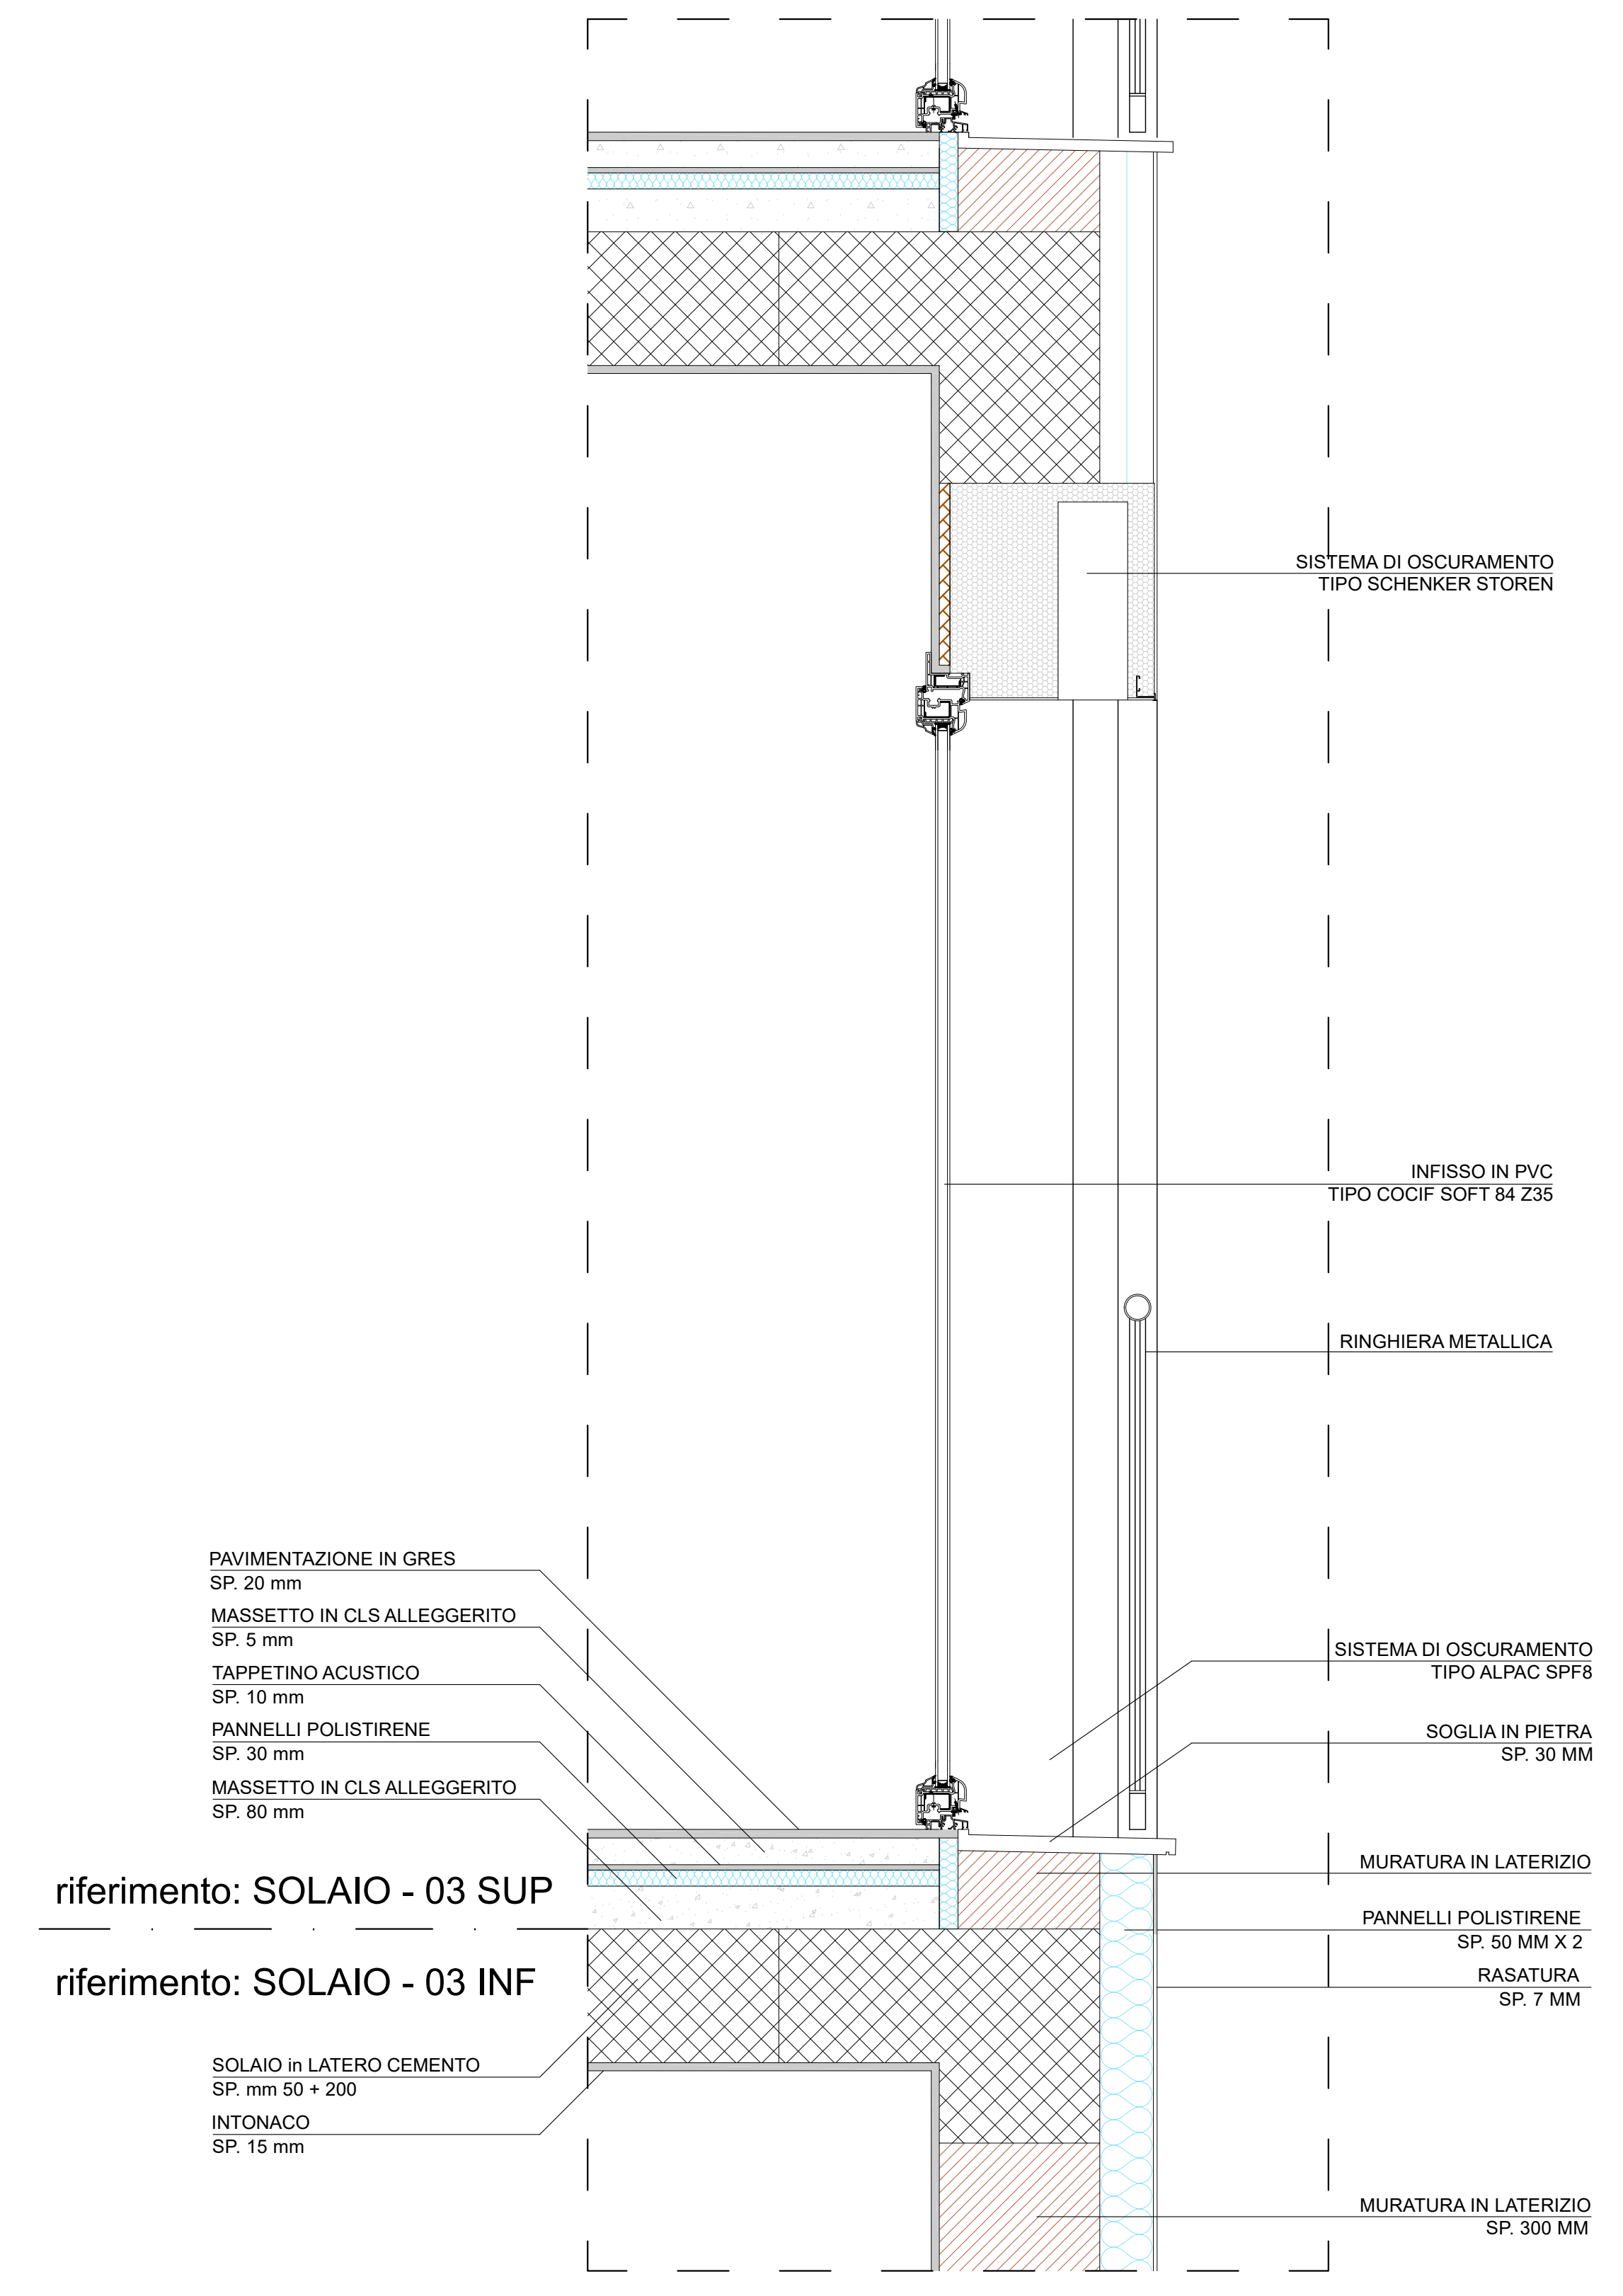 SISTEMA DI OSCURAMENTO
TIPO SCHENKER STOREN
INFISSO IN PVC
TIPO COCIF SOFT 84 Z35
RINGHIERA METALLICA
PAVIMENTAZIONE IN GRES
SP. 20 mm
MASSETTO IN CLS ALLEGGERITO
SP. 5 mm
TAPPETINO ACUSTICO
SP. 10 mm
PANNELLI POLISTIRENE
SP. 30 mm
MASSETTO IN CLS ALLEGGERITO
SP. 80 mm
riferimento: SOLAIO - 03 SUP
riferimento: SOLAIO - 03 INF
SOLAIO in LATERO CEMENTO
SP. mm 50 + 200
INTONACO
SP. 15 mm
SISTEMA DI OSCURAMENTO
TIPO ALPAC SPF8
SOGLIA IN PIETRA
SP. 30 MM
MURATURA IN LATERIZIO
PANNELLI POLISTIRENE
SP. 50 MM X 2
RASATURA
SP. 7 MM
MURATURA IN LATERIZIO
SP. 300 MM